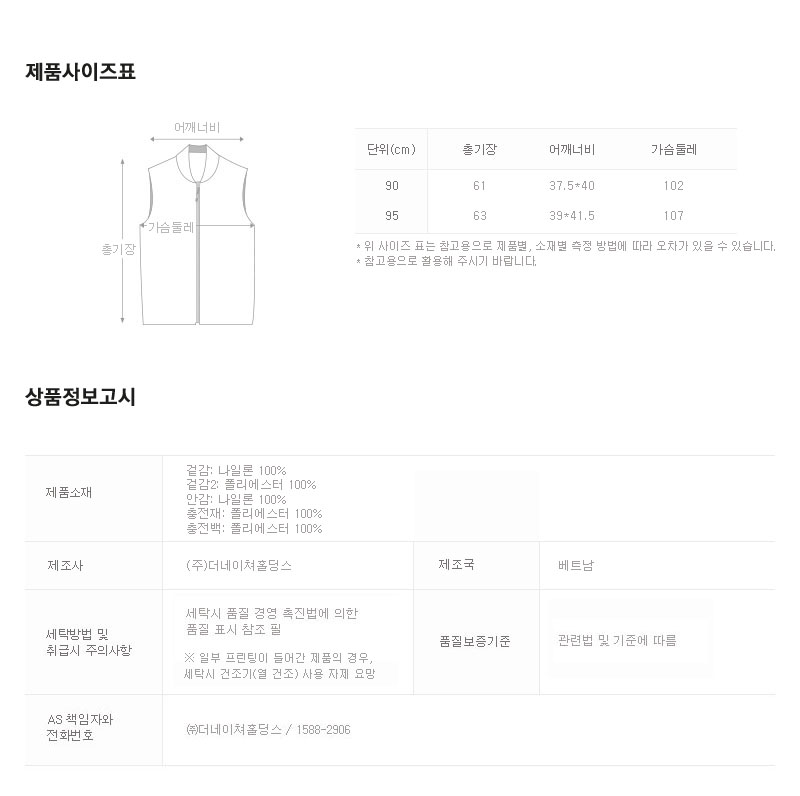 제품사이즈표
어깨너비
가슴둘레
총기장
단위(cm) 총기장 어깨너비 가슴둘레
90 61 37.5*40 102
95 63 39*41.5 107
* 위 사이즈 표는 참고용으로 제품별, 소재별 측정 방법에 따라 오차가 있을 수 있습니다.
* 참고용으로 활용해 주시기 바랍니다.
상품정보고시
제품소재
겉감: 나일론 100%
겉감2: 폴리에스터 100%
안감: 나일론 100%
충전재: 폴리에스터 100%
충전백: 폴리에스터 100%
제조사
(주)더네이쳐홀딩스
제조국
베트남
세탁방법 및
취급시 주의사항
세탁시 품질 경영 촉진법에 의한
품질 표시 참조 필
※ 일부 프린팅이 들어간 제품의 경우,
세탁시 건조기(열 건조) 사용 자제 요망
품질보증기준
관련법 및 기준에 따름
AS 책임자와
전화번호
㈜더네이쳐홀딩스 / 1588-2906